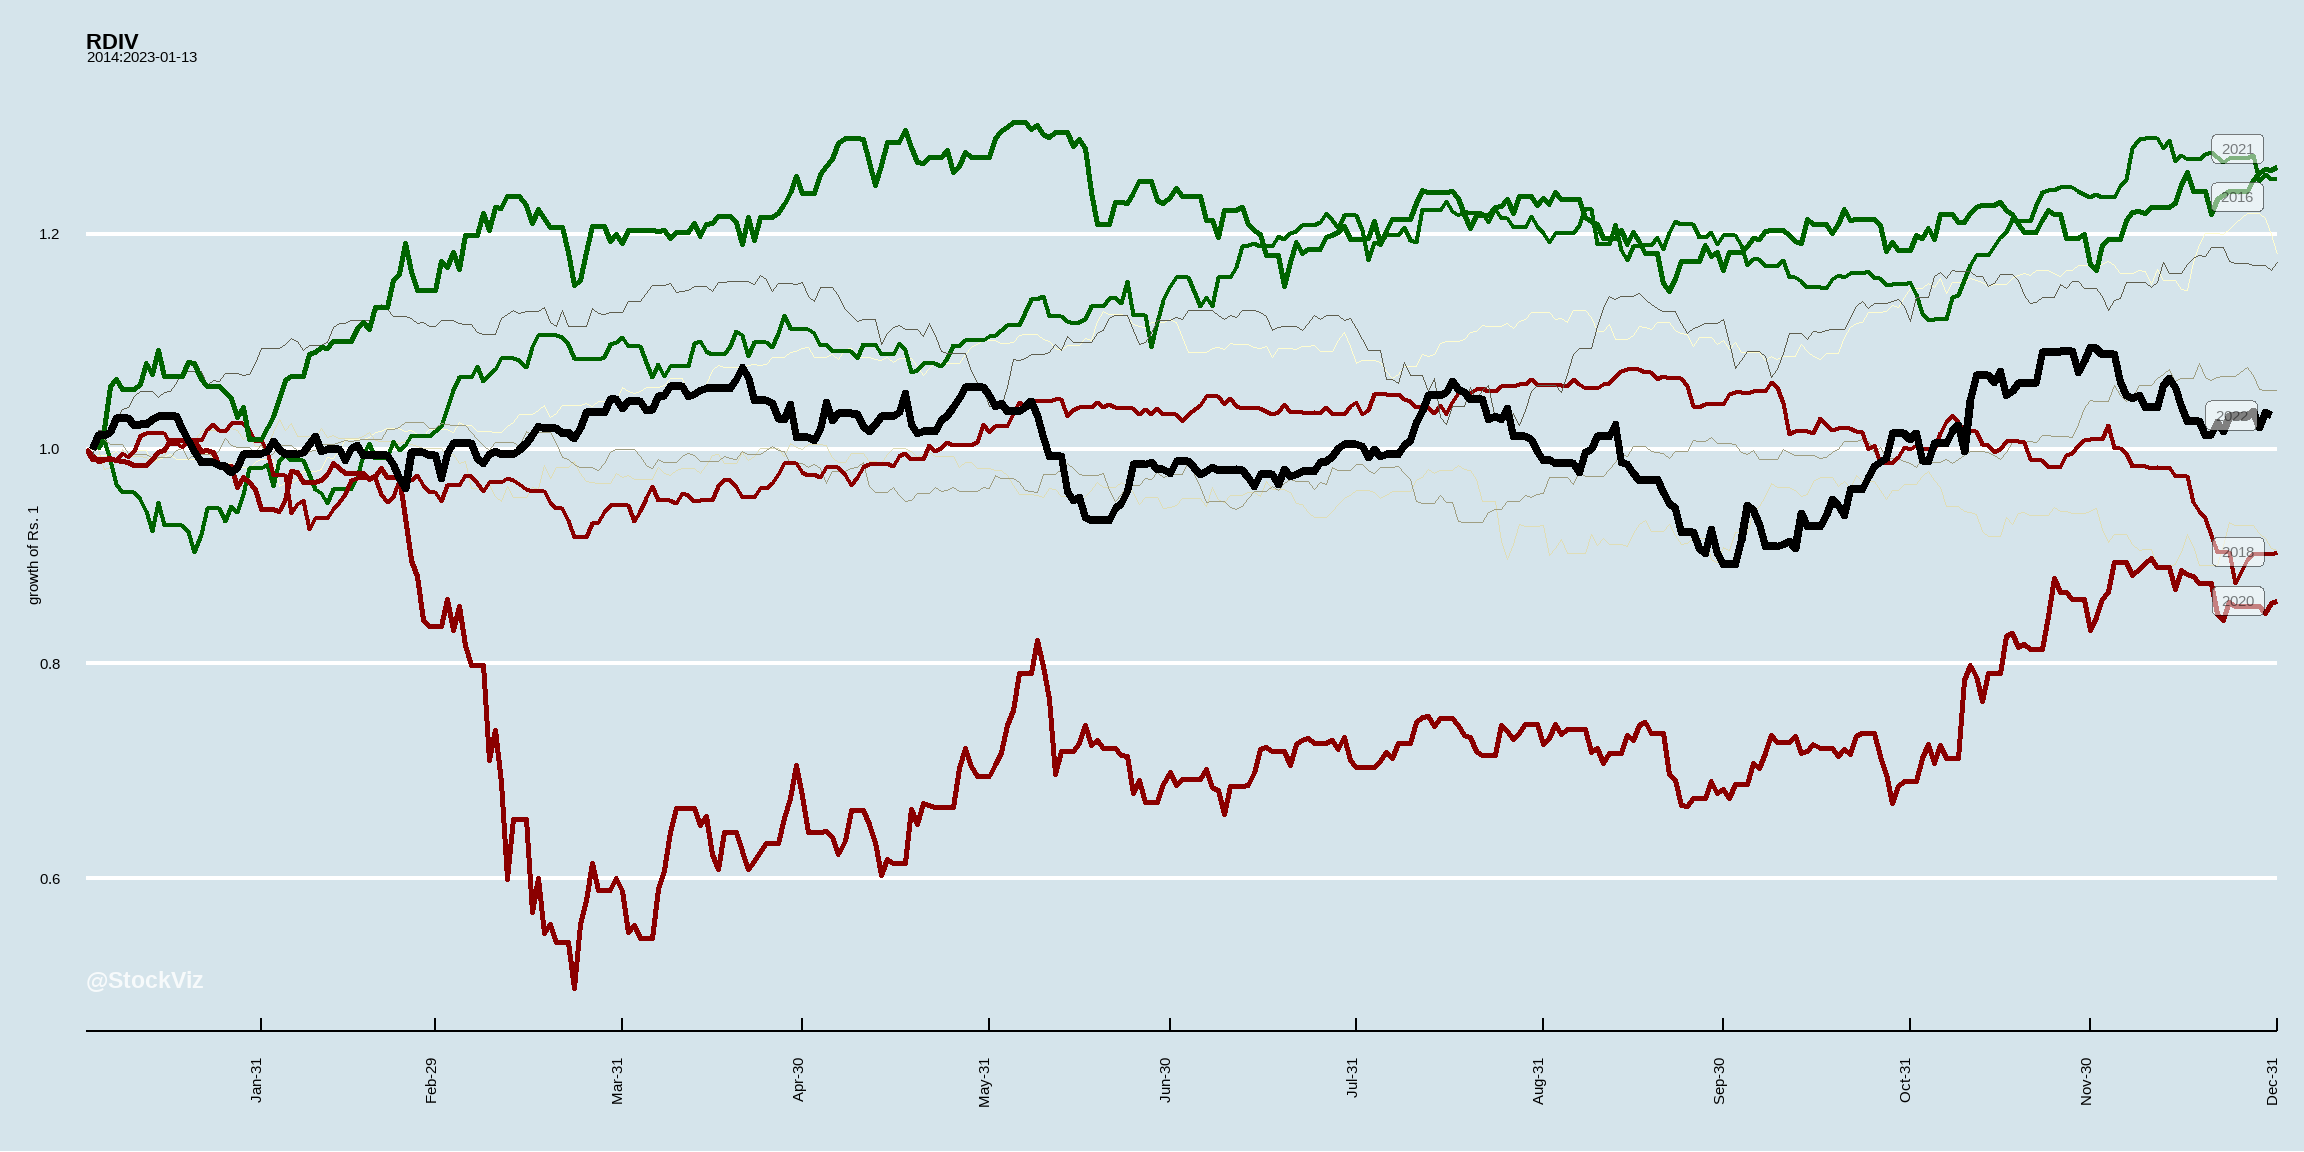 RDIV
2014:2023-01-13
growth of Rs. 1
1.2
1.0
0.8
0.6
2021
2016
2022
2018
2020
@StockViz
Jan-31
Feb-29
Mar-31
Apr-30
May-31
Jun-30
Jul-31
Aug-31
Sep-30
Oct-31
Nov-30
Dec-31